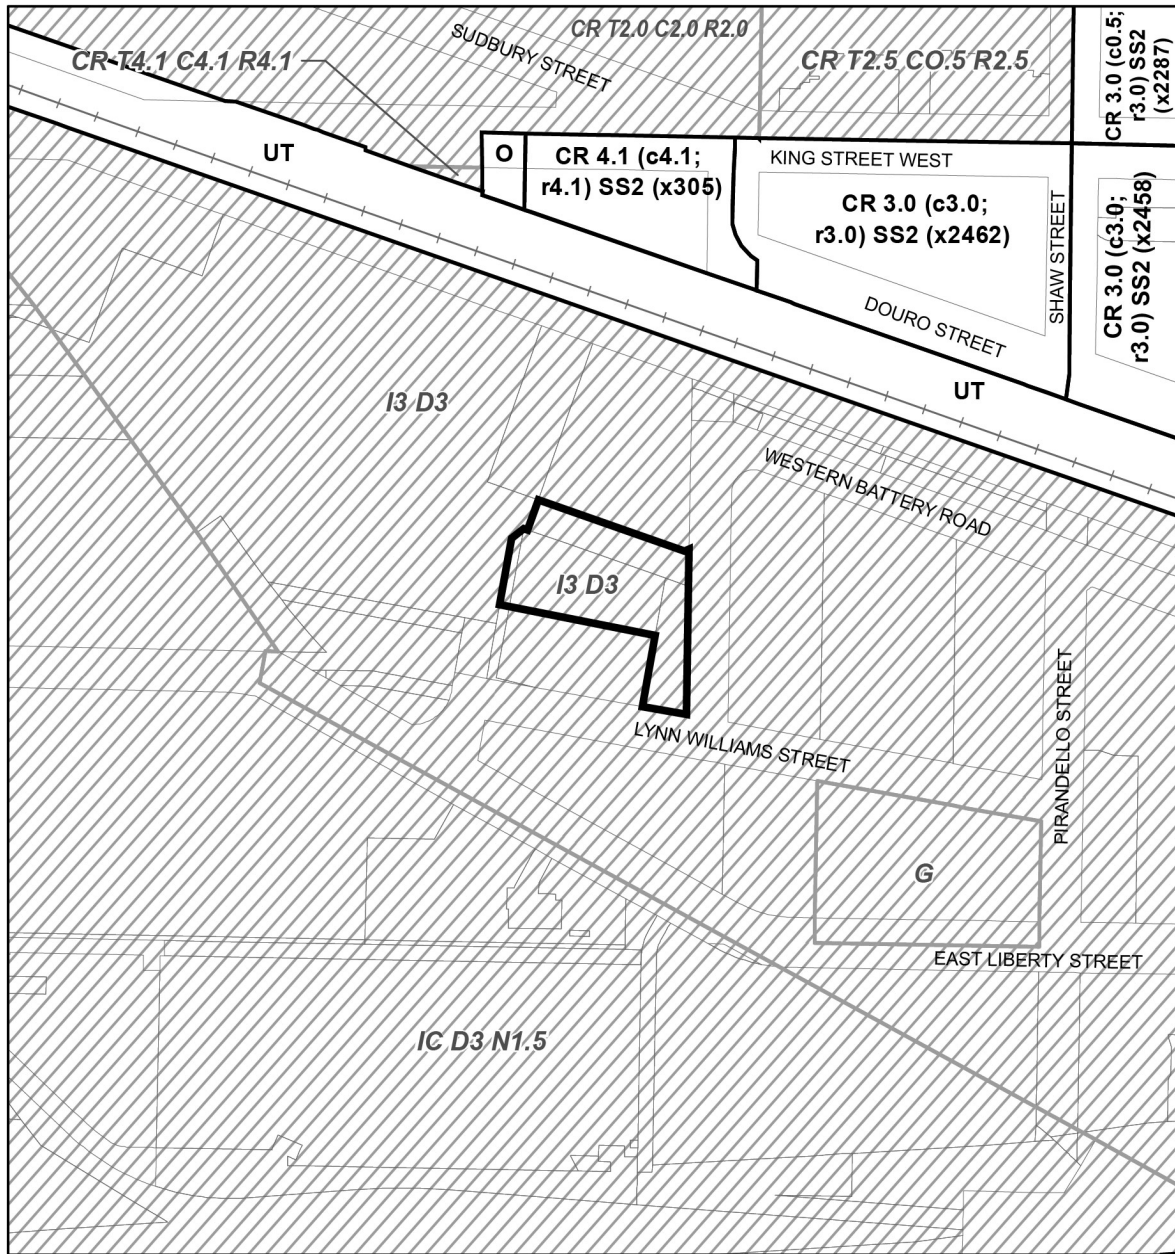 CR T2.0 C2.0 R2.0
SUDBURY STREET
CR T4.1 C4.1 R4.1
CR T2.5 CO.5 R2.5
CR 3.0 (c0.5;
r3.0) SS2
(x2287)
UT
O
CR 4.1 (c4.1;
r4.1) SS2 (x305)
KING STREET WEST
CR 3.0 (c3.0;
r3.0) SS2 (x2462)
SHAW STREET
CR 3.0 (c3.0;
r3.0) SS2 (x2458)
DOURO STREET
UT
I3 D3
WESTERN BATTERY ROAD
I3 D3
PIRANDELLO STREET
LYNN WILLIAMS STREET
G
EAST LIBERTY STREET
IC D3 N1.5